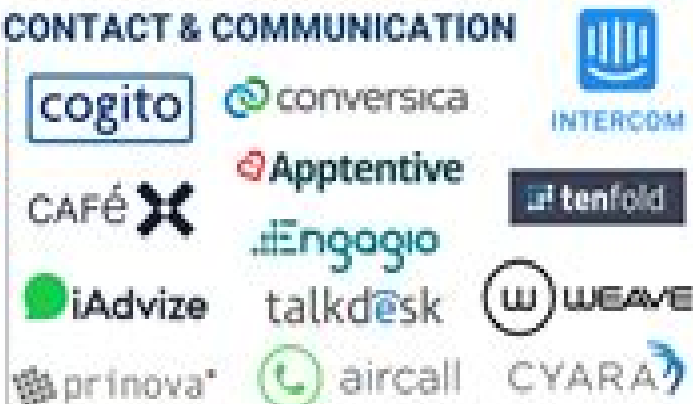 CONTACT & COMMUNICATION
cogito
conversica
INTERCOM
Apptentive
CAFé X
tenfold
Engagio
iAdvize
talkdesk
W WEAVE
prinova
aircall
CYARA